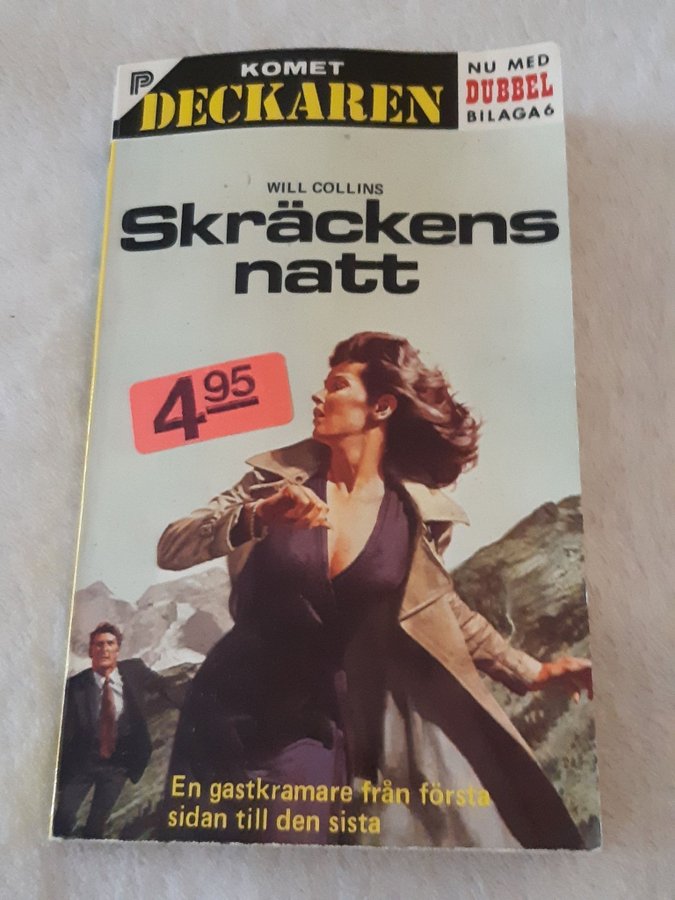 P
KOMET
DECKAREN
NU MED
DUBBEL
BILAGA 6
WILL COLLINS
Skräckens
natt
4 95
En gastkramare från första
sidan till den sista